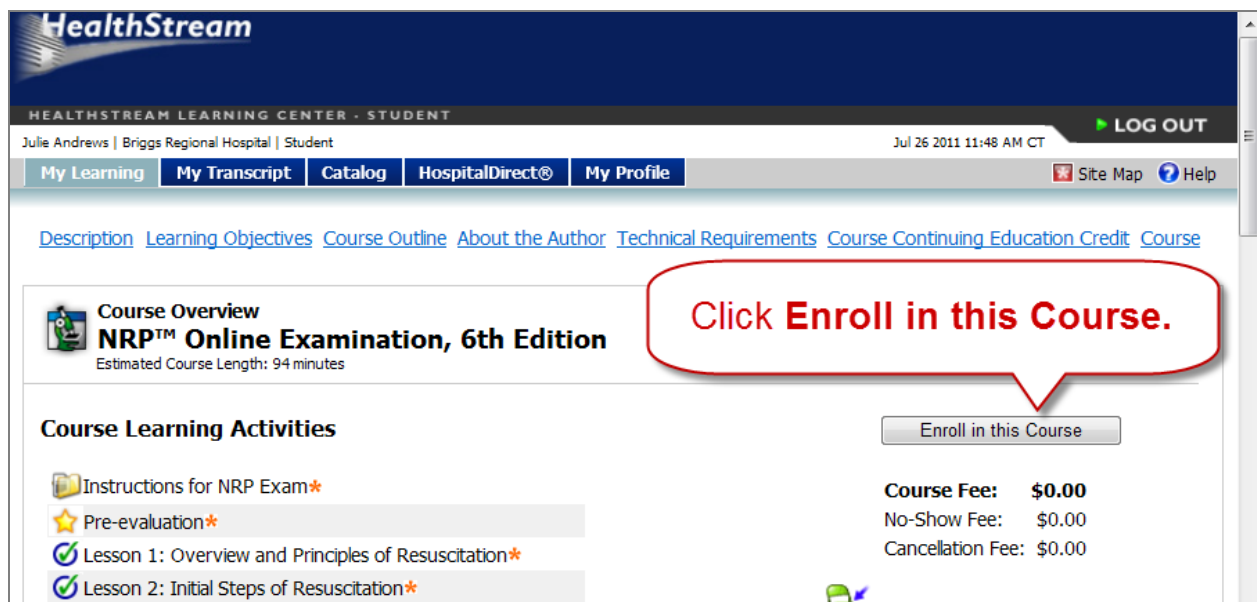 HealthStream
HEALTHSTREAM LEARNING CENTER - STUDENT
LOG OUT
Julie Andrews | Briggs Regional Hospital | Student
Jul 26 2011 11:48 AM CT
My Learning My Transcript Catalog HospitalDirect® My Profile
Site Map Help
Description Learning Objectives Course Outline About the Author Technical Requirements Course Continuing Education Credit Course
Click Enroll in this Course.
Course Overview
NRP™ Online Examination, 6th Edition
Estimated Course Length: 94 minutes
Course Learning Activities
Enroll in this Course
Instructions for NRP Exam*
Pre-evaluation*
Lesson 1: Overview and Principles of Resuscitation*
Lesson 2: Initial Steps of Resuscitation*
Course Fee: $0.00
No-Show Fee: $0.00
Cancellation Fee: $0.00